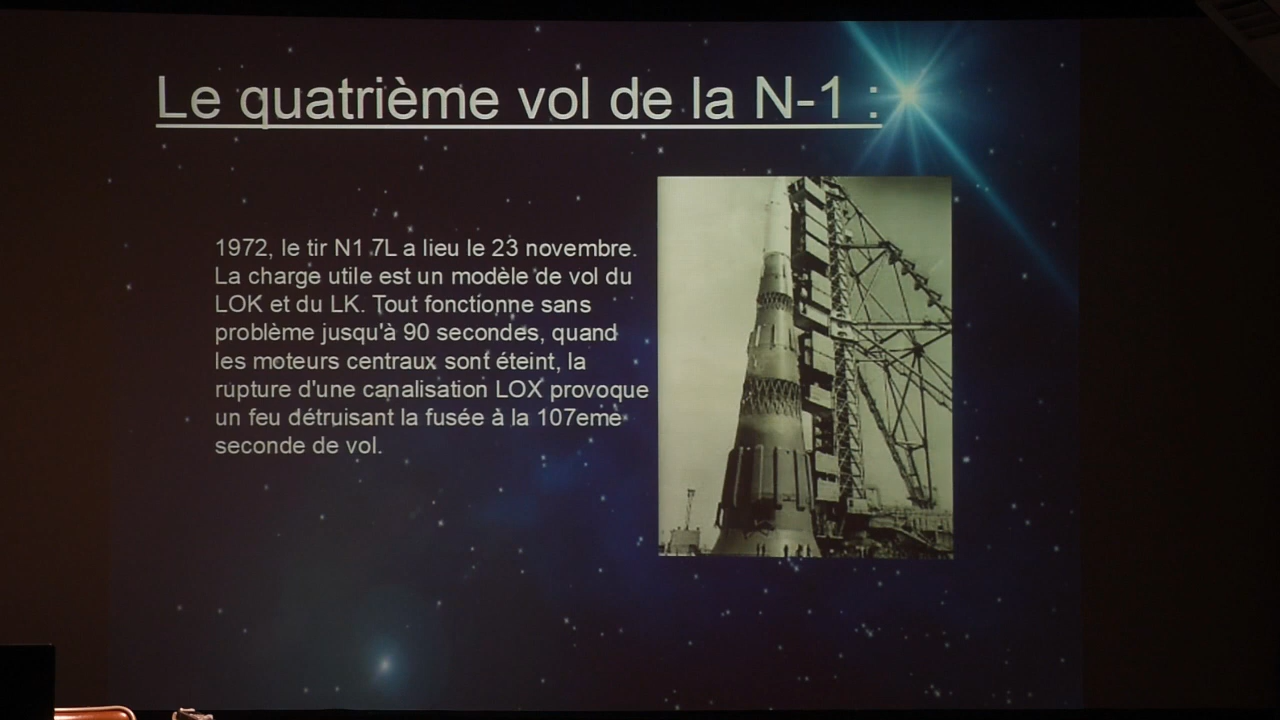 Le quatrième vol de la N-1 :
1972, le tir N1 7L a lieu le 23 novembre.
La charge utile est un modèle de vol du
LOK et du LK. Tout fonctionne sans
problème jusqu'à 90 secondes, quand
les moteurs centraux sont éteint, la
rupture d'une canalisation LOX provoque
un feu détruisant la fusée à la 107eme
seconde de vol.